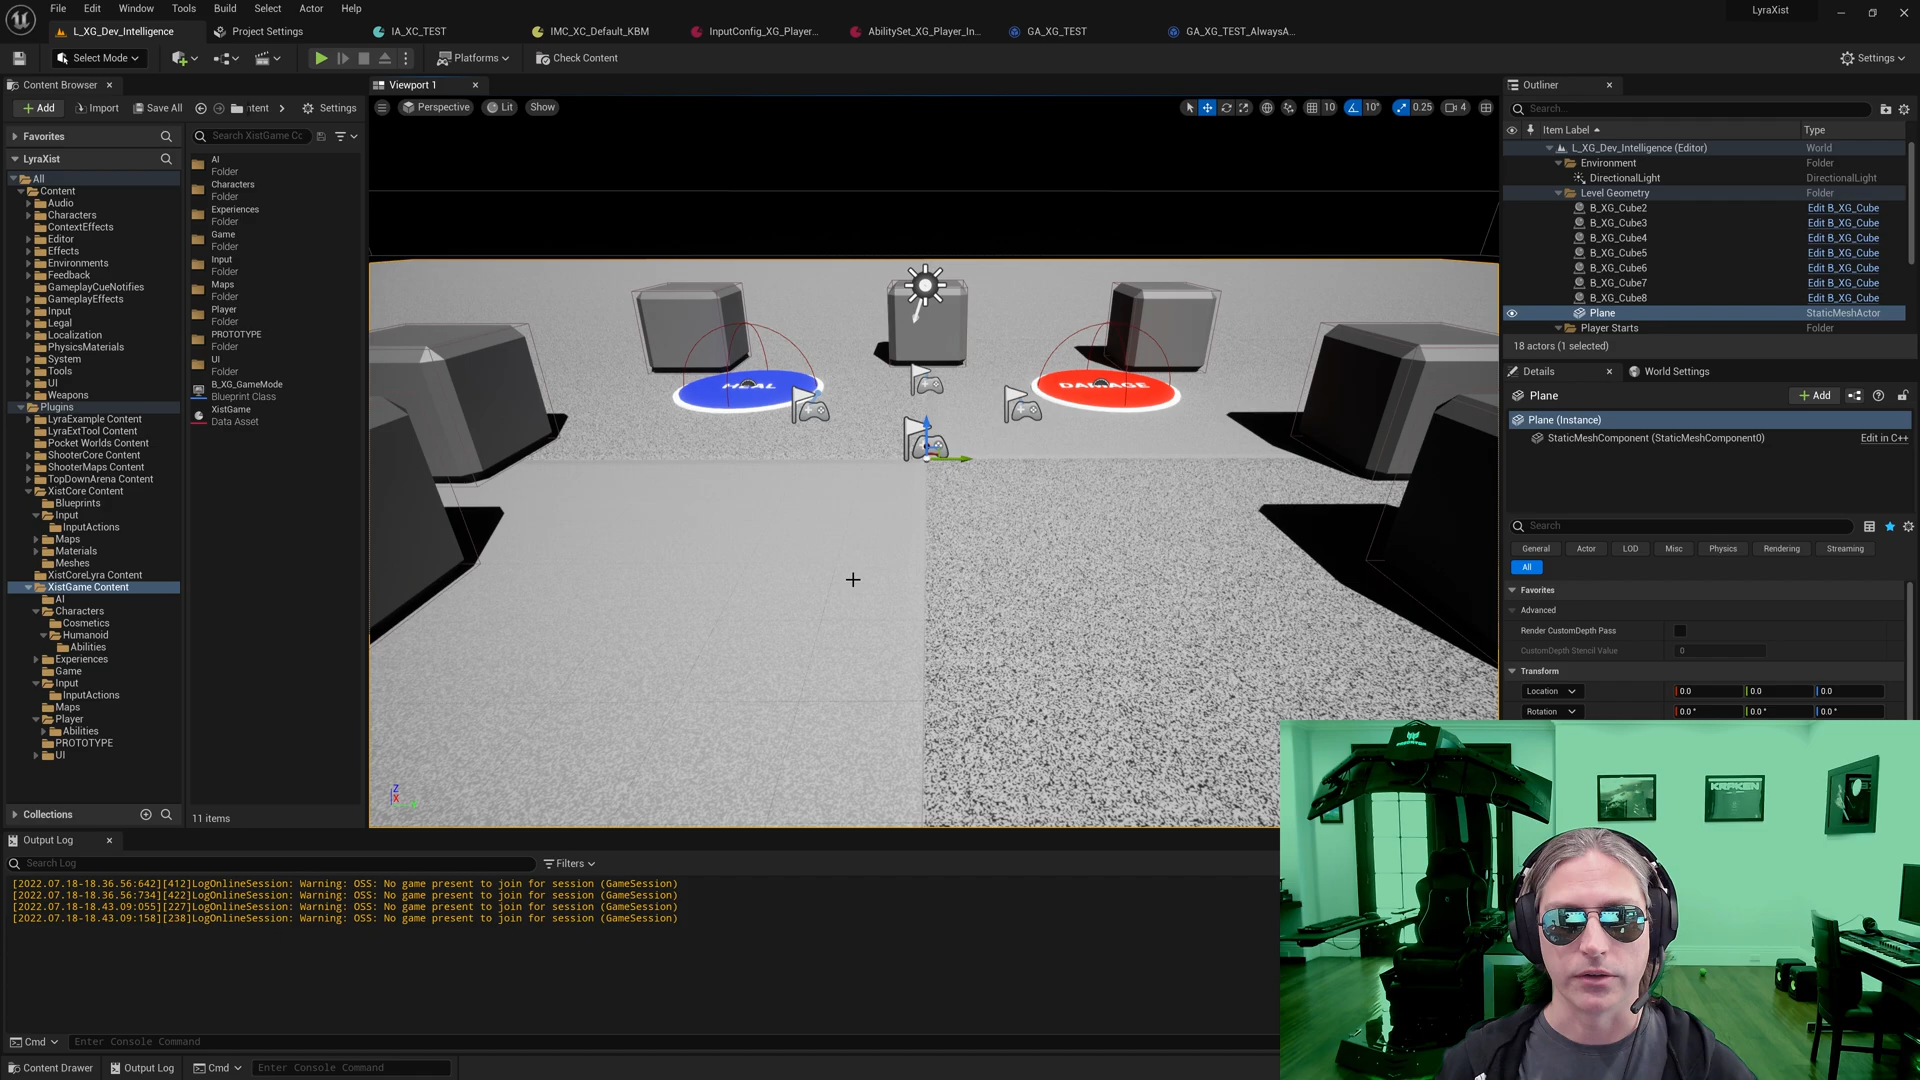 File Edit Window Tools Build Select Actor Help LyraXist
L_XG_Dev_Intelligence Project Settings IA_XC_TEST IMC_XC_Default_KBM InputConfig_XG_Player... AbilitySet_XG_Player_In... GA_XG_TEST GA_XG_TEST_AlwaysA...
Select Mode Platforms Check Content Settings
Content Browser
Add Import Save All ntent Settings
Favorites
LyraXist
All
Content
Audio
Characters
ContextEffects
Editor
Effects
Environments
Feedback
GameplayCueNotifies
GameplayEffects
Input
Legal
Localization
PhysicsMaterials
System
Tools
UI
Weapons
Plugins
LyraExample Content
LyraExtTool Content
Pocket Worlds Content
ShooterCore Content
ShooterMaps Content
TopDownArena Content
XistCore Content
Blueprints
Input
InputActions
Maps
Materials
Meshes
XistCoreLyra Content
XistGame Content
AI
Characters
Cosmetics
Humanoid
Abilities
Experiences
Game
Input
InputActions
Maps
Player
Abilities
PROTOTYPE
UI
Collections
Search XistGame Cc
AI
Folder
Characters
Folder
Experiences
Folder
Game
Folder
Input
Folder
Maps
Folder
Player
Folder
PROTOTYPE
Folder
UI
Folder
B_XG_GameMode
Blueprint Class
XistGame
Data Asset
11 items
Viewport 1
Perspective Lit Show 10 10° 0.25 4
HEAL DAMAGE
Z
X
Outliner
Search...
Item Label Type
L_XG_Dev_Intelligence (Editor) World
Environment Folder
DirectionalLight DirectionalLight
Level Geometry Folder
B_XG_Cube2 Edit B_XG_Cube
B_XG_Cube3 Edit B_XG_Cube
B_XG_Cube4 Edit B_XG_Cube
B_XG_Cube5 Edit B_XG_Cube
B_XG_Cube6 Edit B_XG_Cube
B_XG_Cube7 Edit B_XG_Cube
B_XG_Cube8 Edit B_XG_Cube
Plane StaticMeshActor
Player Starts Folder
18 actors (1 selected)
Details World Settings
Plane Add
Plane (Instance)
StaticMeshComponent (StaticMeshComponent0) Edit in C++
Search
General Actor LOD Misc Physics Rendering Streaming
All
Favorites
Advanced
Render CustomDepth Pass
CustomDepth Stencil Value 0
Transform
Location 0.0 0.0 0.0
Rotation 0.0 ° 0.0 ° 0.0 °
Output Log
Search Log Filters
[2022.07.18-18.36.56:642][412]LogOnlineSession: Warning: OSS: No game present to join for session (GameSession)
[2022.07.18-18.36.56:734][422]LogOnlineSession: Warning: OSS: No game present to join for session (GameSession)
[2022.07.18-18.43.09:055][227]LogOnlineSession: Warning: OSS: No game present to join for session (GameSession)
[2022.07.18-18.43.09:158][238]LogOnlineSession: Warning: OSS: No game present to join for session (GameSession)
Cmd Enter Console Command
Content Drawer Output Log Cmd Enter Console Command
PREDATOR
KRAKEN